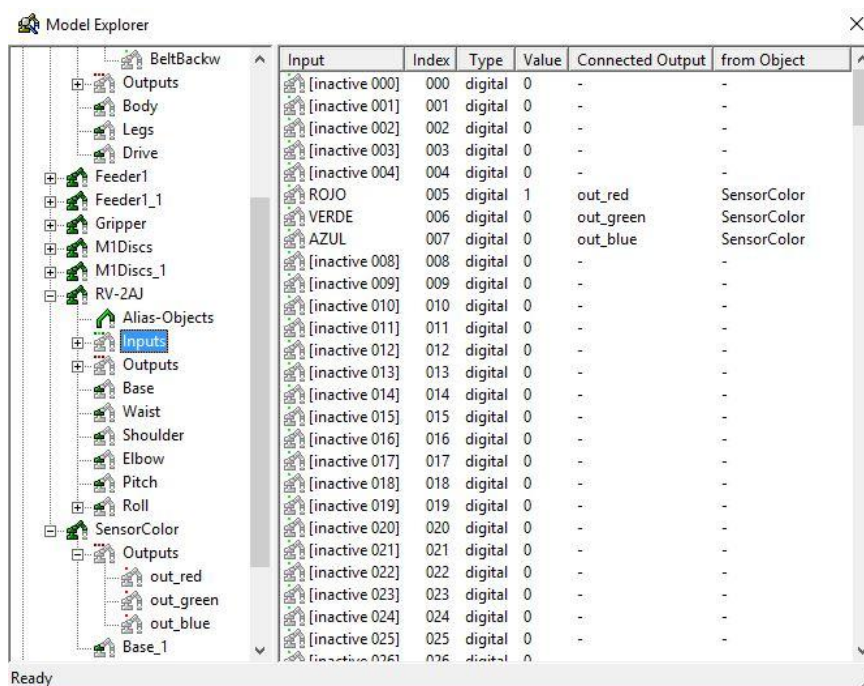 Model Explorer
BeltBackw
Outputs
Body
Legs
Drive
Feeder1
Feeder1_1
Gripper
M1Discs
M1Discs_1
RV-2AJ
Alias-Objects
Inputs
Outputs
Base
Waist
Shoulder
Elbow
Pitch
Roll
SensorColor
Outputs
out_red
out_green
out_blue
Base_1
Input Index Type Value Connected Output from Object
[inactive 000] 000 digital 0 - -
[inactive 001] 001 digital 0 - -
[inactive 002] 002 digital 0 - -
[inactive 003] 003 digital 0 - -
[inactive 004] 004 digital 0 - -
ROJO 005 digital 1 out_red SensorColor
VERDE 006 digital 0 out_green SensorColor
AZUL 007 digital 0 out_blue SensorColor
[inactive 008] 008 digital 0 - -
[inactive 009] 009 digital 0 - -
[inactive 010] 010 digital 0 - -
[inactive 011] 011 digital 0 - -
[inactive 012] 012 digital 0 - -
[inactive 013] 013 digital 0 - -
[inactive 014] 014 digital 0 - -
[inactive 015] 015 digital 0 - -
[inactive 016] 016 digital 0 - -
[inactive 017] 017 digital 0 - -
[inactive 018] 018 digital 0 - -
[inactive 019] 019 digital 0 - -
[inactive 020] 020 digital 0 - -
[inactive 021] 021 digital 0 - -
[inactive 022] 022 digital 0 - -
[inactive 023] 023 digital 0 - -
[inactive 024] 024 digital 0 - -
[inactive 025] 025 digital 0 - -
[inactive 026] 026 digital 0
Ready